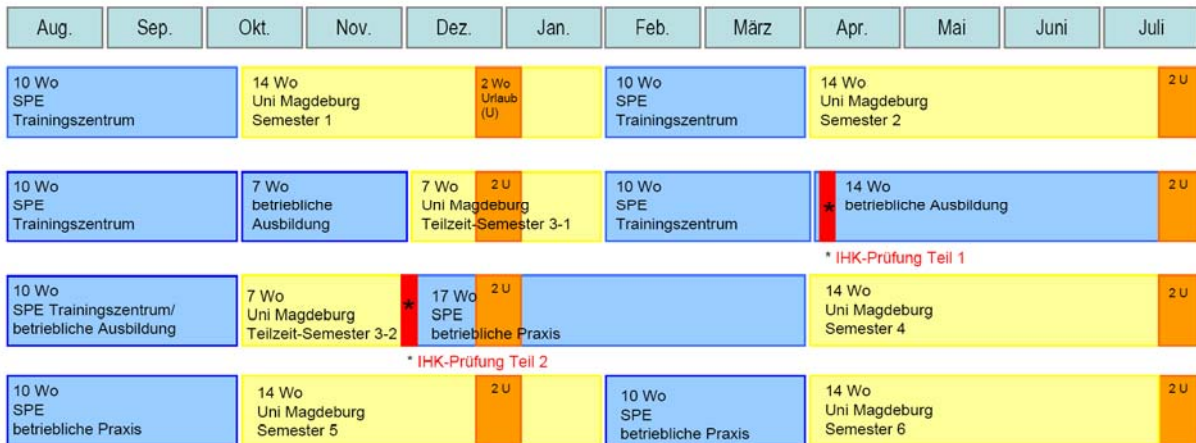 Aug. Sep. Okt. Nov. Dez. Jan. Feb. März Apr. Mai Juni Juli
10 Wo
SPE
Trainingszentrum
14 Wo
Uni Magdeburg
Semester 1
2 Wo
Urlaub
(U)
10 Wo
SPE
Trainingszentrum
14 Wo
Uni Magdeburg
Semester 2
2 U
10 Wo
SPE
Trainingszentrum
7 Wo
betriebliche
Ausbildung
7 Wo
Uni Magdeburg
Teilzeit-Semester 3-1
2 U
10 Wo
SPE
Trainingszentrum
*
14 Wo
betriebliche Ausbildung
2 U
* IHK-Prüfung Teil 1
10 Wo
SPE Trainingszentrum/
betriebliche Ausbildung
7 Wo
Uni Magdeburg
Teilzeit-Semester 3-2
*
17 Wo
SPE
betriebliche Praxis
2 U
14 Wo
Uni Magdeburg
Semester 4
2 U
* IHK-Prüfung Teil 2
10 Wo
SPE
betriebliche Praxis
14 Wo
Uni Magdeburg
Semester 5
2 U
10 Wo
SPE
betriebliche Praxis
14 Wo
Uni Magdeburg
Semester 6
2 U